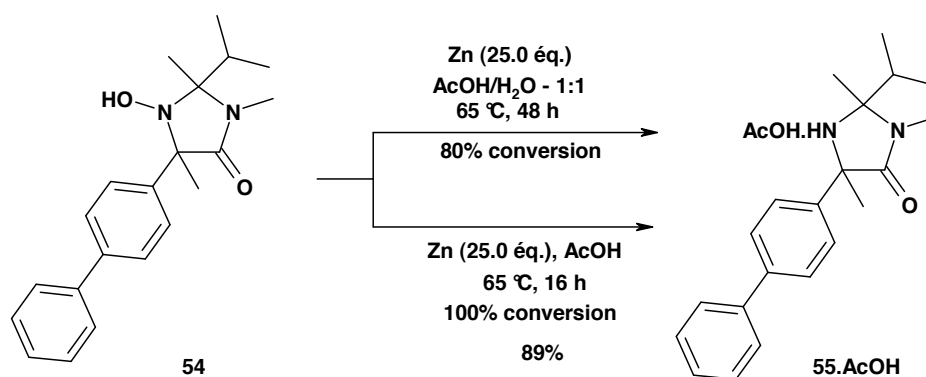 Zn (25.0 éq.)
AcOH/H₂O - 1:1
65 °C, 48 h
80% conversion
HO
N
N
O
Zn (25.0 éq.), AcOH
65 °C, 16 h
100% conversion
89%
AcOH.HN
N
O
54
55.AcOH